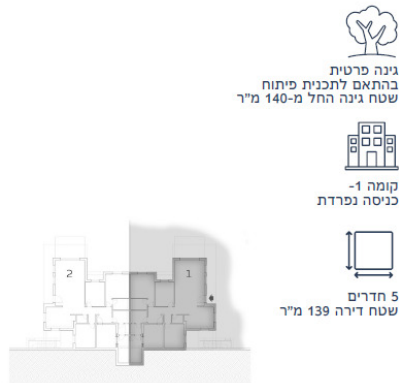 גינה פרטית
בהתאם לתכנית פיתוח
שטח גינה החל מ-140 מ"ר
קומה 1-
כניסה נפרדת
2
1
5 חדרים
שטח דירה 139 מ"ר